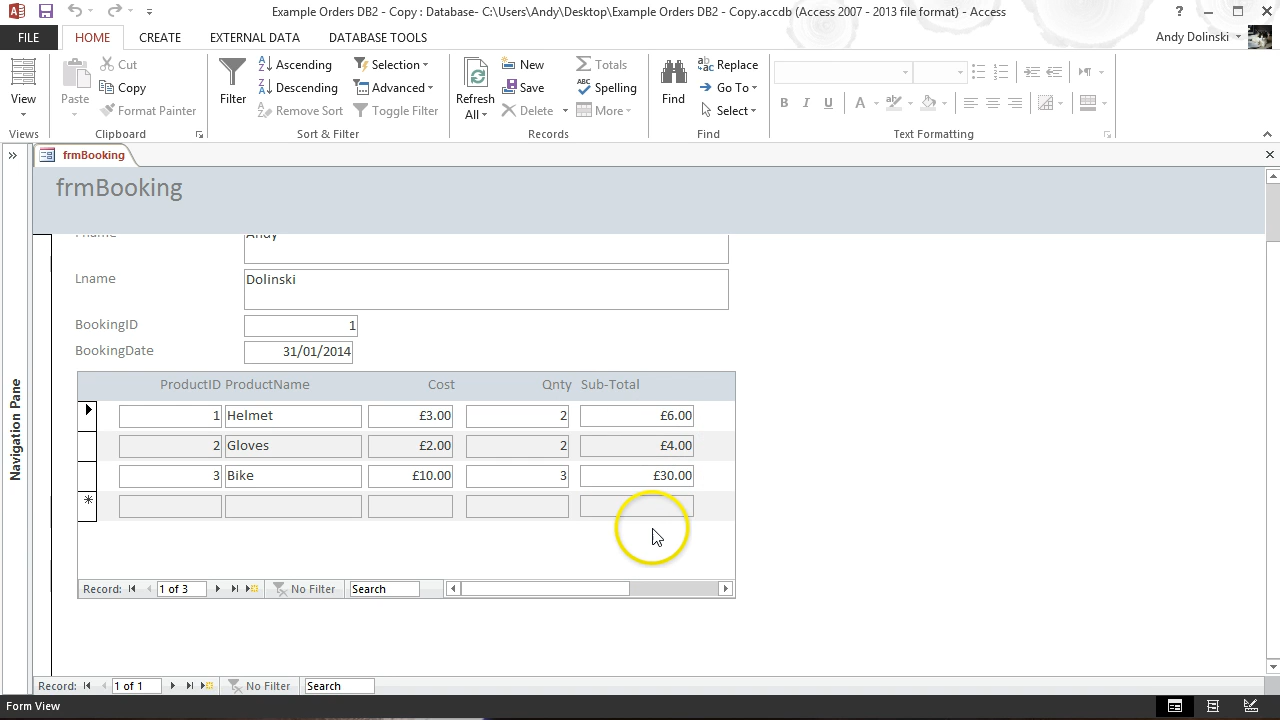 Example Orders DB2 - Copy : Database- C:\Users\Andy\Desktop\Example Orders DB2 - Copy.accdb (Access 2007 - 2013 file format) - Access
?
FILE HOME CREATE EXTERNAL DATA DATABASE TOOLS
Andy Dolinski
View
Views
Paste
Cut
Copy
Format Painter
Clipboard
Filter
Ascending
Descending
Remove Sort
Selection
Advanced
Toggle Filter
Sort & Filter
Refresh
All
New
Save
Delete
Totals
Spelling
More
Records
Find
Replace
Go To
Select
Find
B I U A
Text Formatting
frmBooking
Navigation Pane
frmBooking
Fname Andy
Lname Dolinski
BookingID 1
BookingDate 31/01/2014
ProductID ProductName Cost Qnty Sub-Total
1 Helmet £3.00 2 £6.00
2 Gloves £2.00 2 £4.00
3 Bike £10.00 3 £30.00
*
Record: 1 of 3 No Filter Search
Record: 1 of 1 No Filter Search
Form View